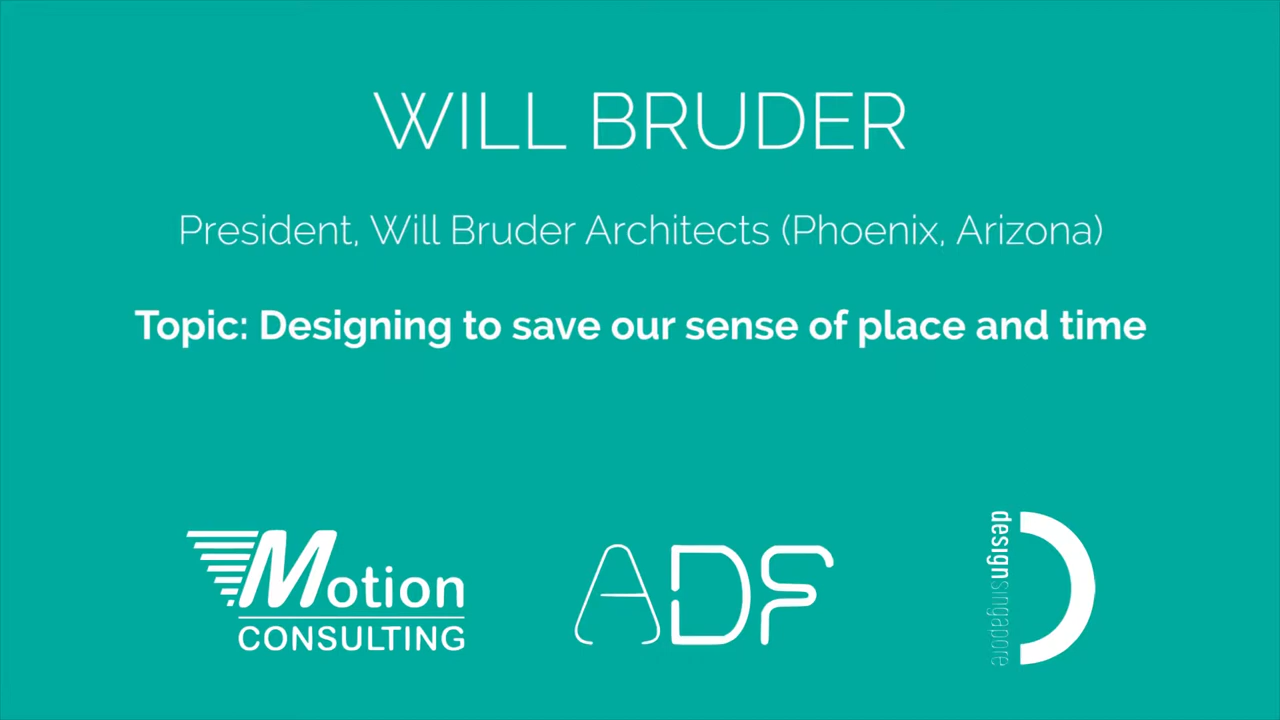 WILL BRUDER
President, Will Bruder Architects (Phoenix, Arizona)
Topic: Designing to save our sense of place and time
Motion
CONSULTING
ADF
designsingapore